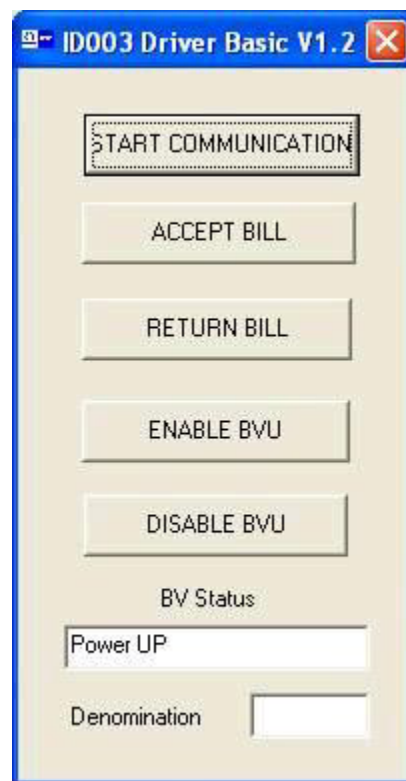 ID003 Driver Basic V1.2
START COMMUNICATION
ACCEPT BILL
RETURN BILL
ENABLE BVU
DISABLE BVU
BV Status
Power UP
Denomination